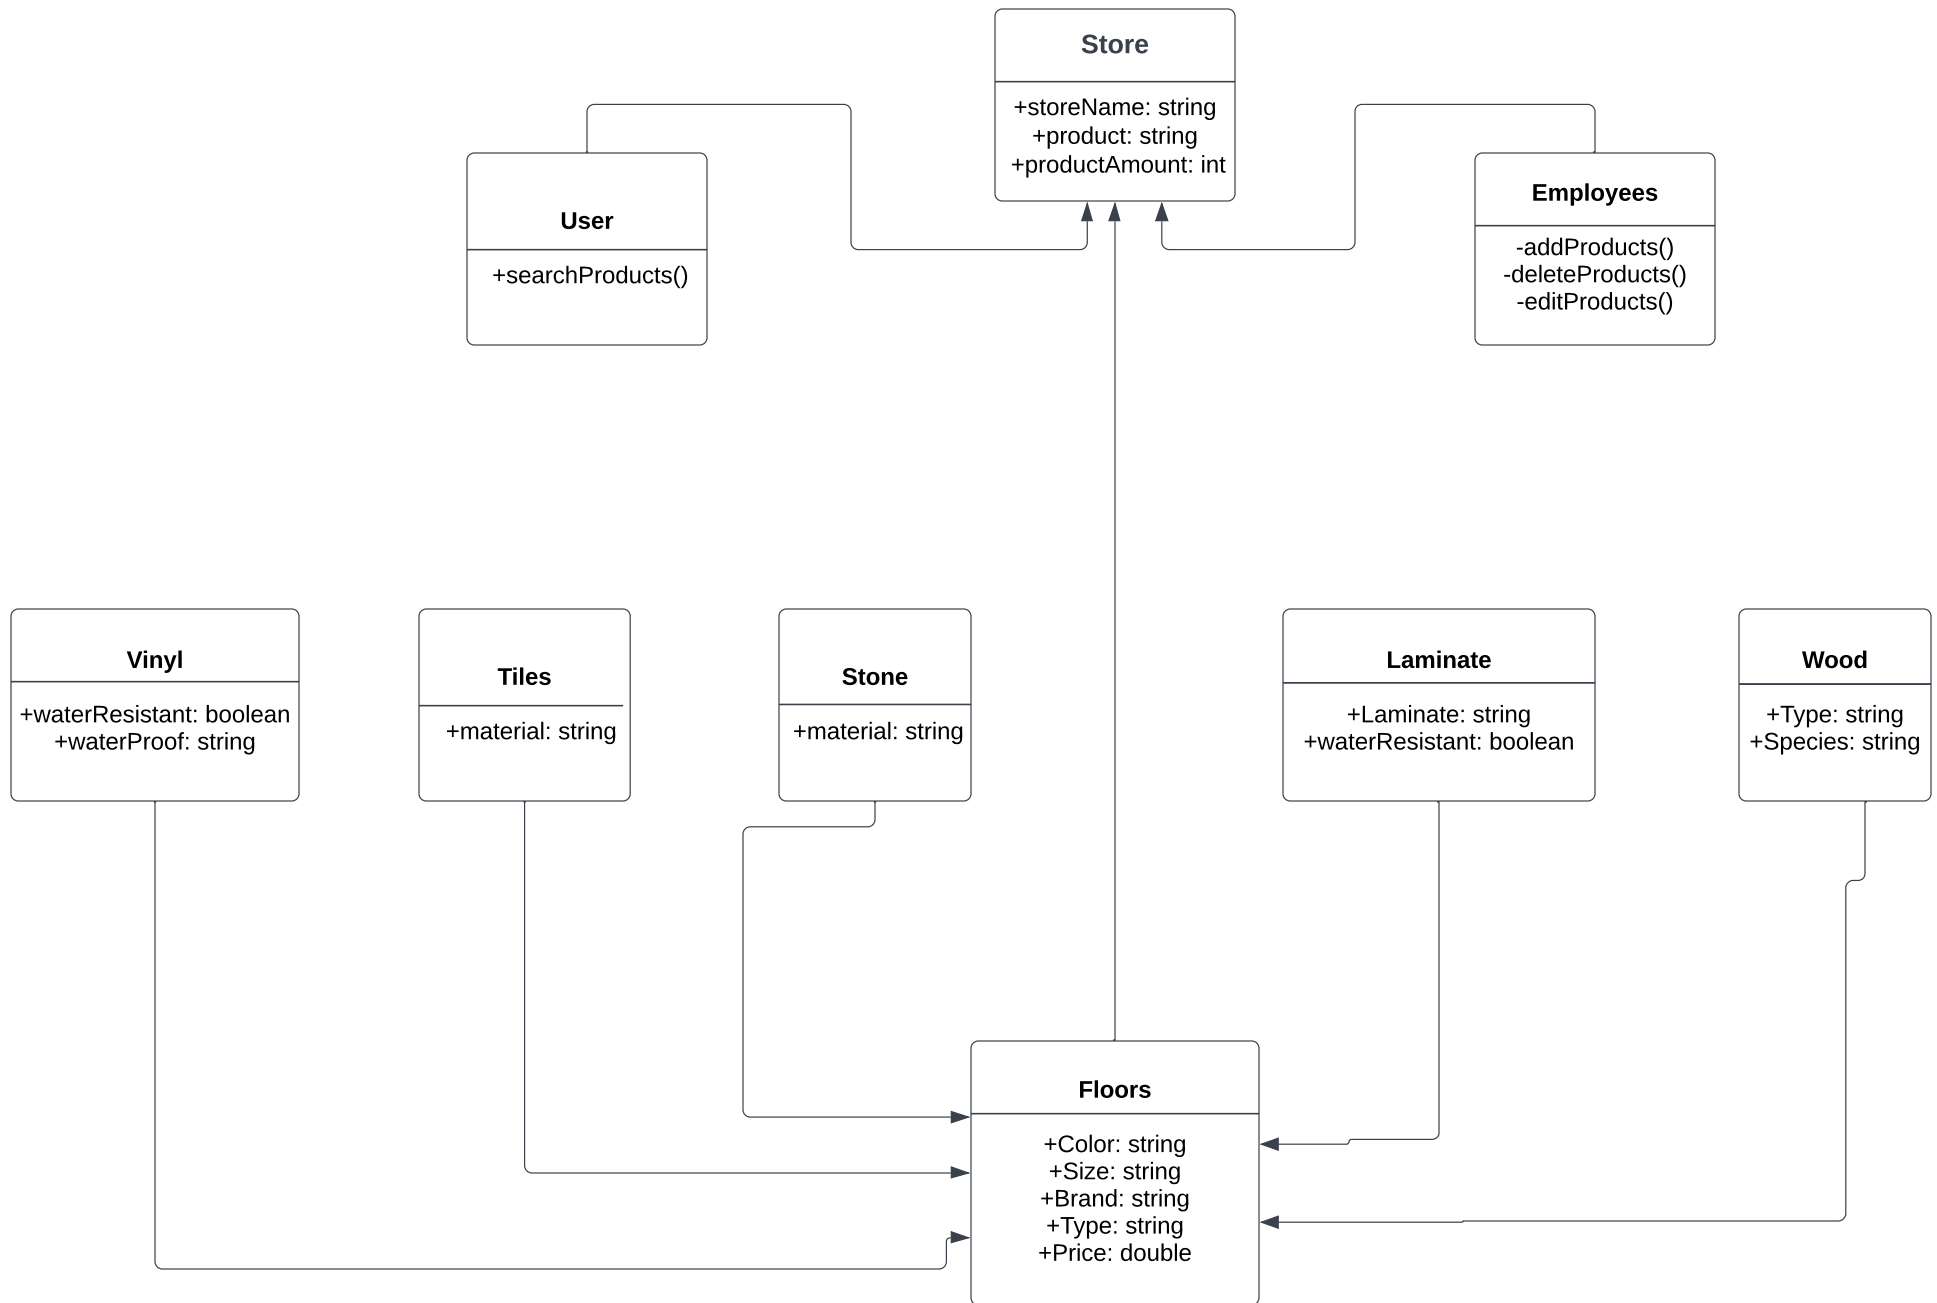 Store
+storeName: string
+product: string
+productAmount: int
User
+searchProducts()
Employees
-addProducts()
-deleteProducts()
-editProducts()
Vinyl
+waterResistant: boolean
+waterProof: string
Tiles
+material: string
Stone
+material: string
Laminate
+Laminate: string
+waterResistant: boolean
Wood
+Type: string
+Species: string
Floors
+Color: string
+Size: string
+Brand: string
+Type: string
+Price: double